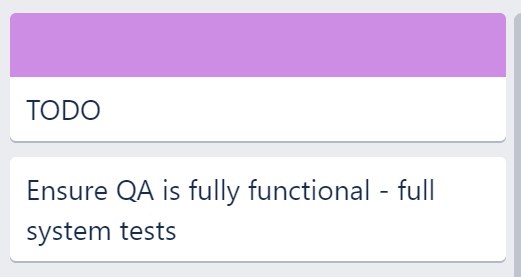 TODO
Ensure QA is fully functional - full
system tests